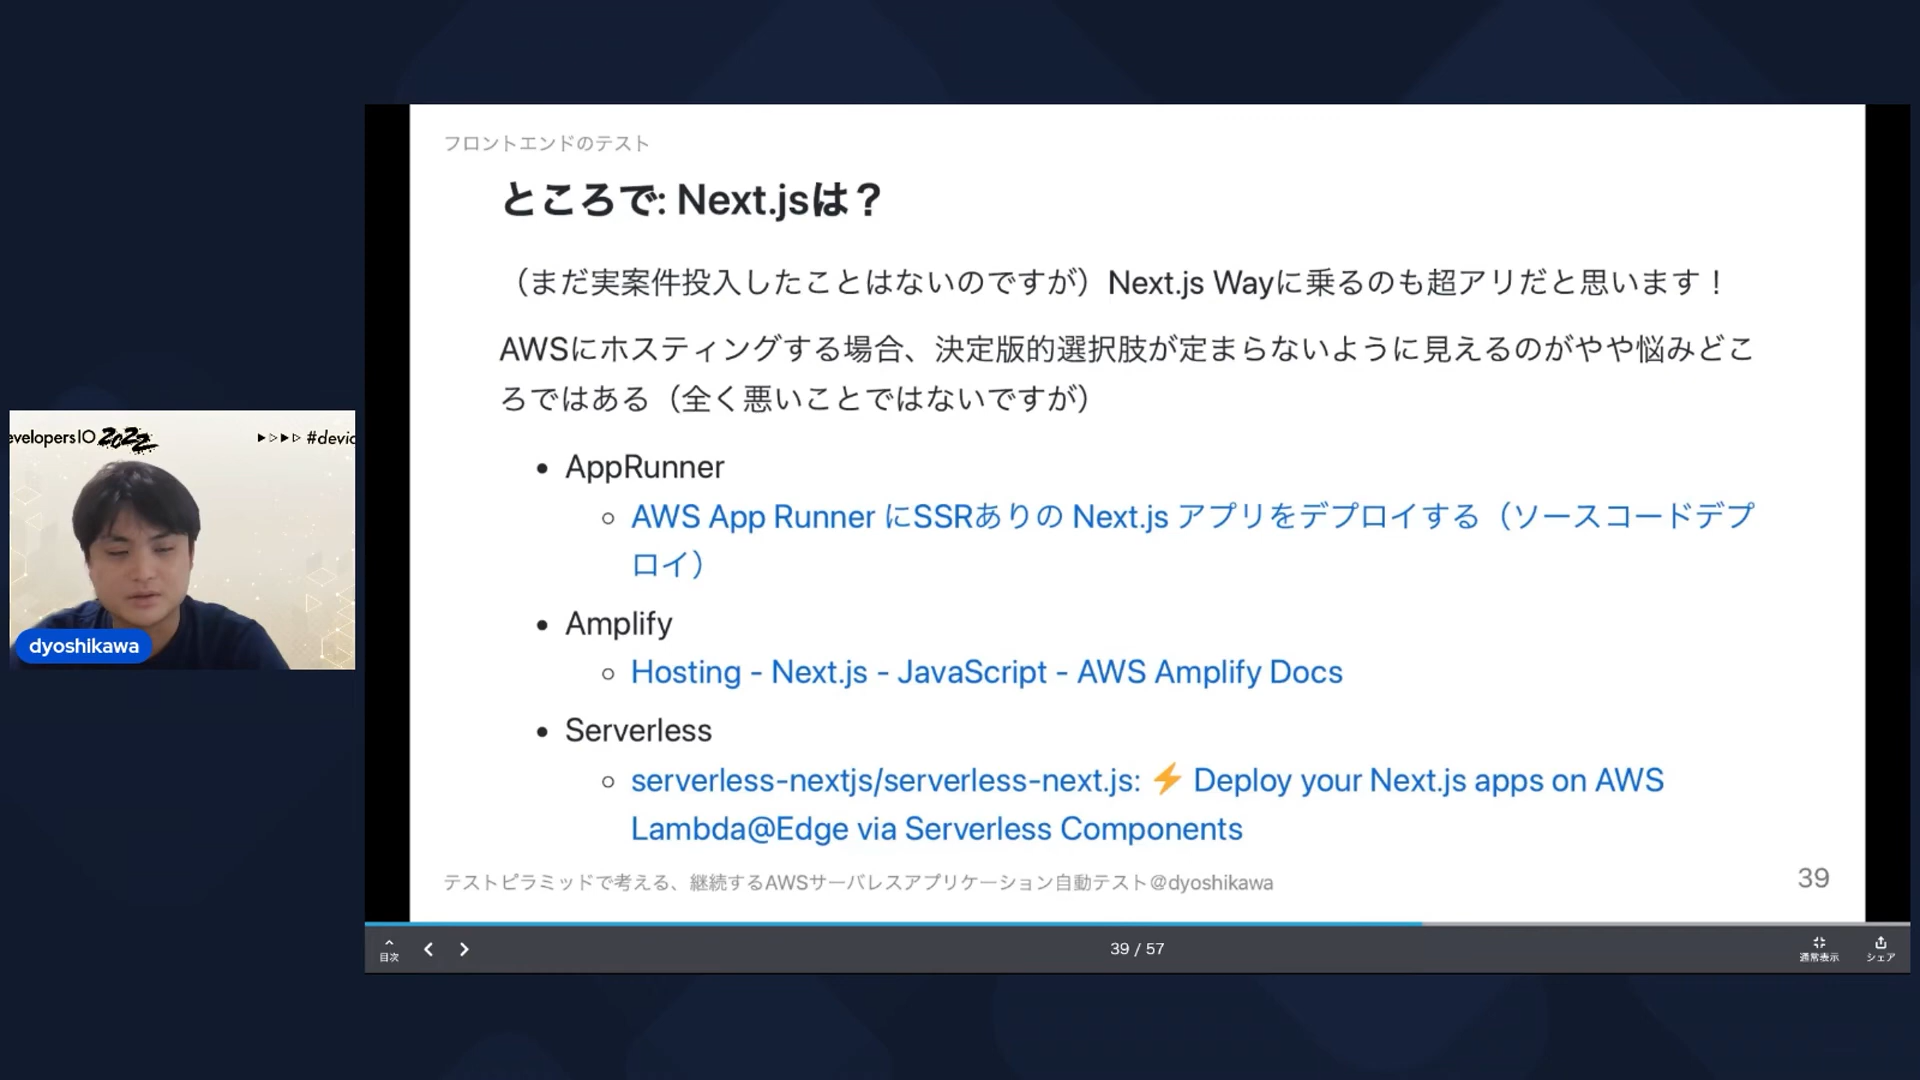 フロントエンドのテスト
ところで: Next.jsは？
（まだ実案件投入したことはないのですが）Next.js Wayに乗るのも超アリだと思います！
AWSにホスティングする場合、決定版的選択肢が定まらないように見えるのがやや悩みどこ
ろではある（全く悪いことではないですが）
• AppRunner
○ AWS App Runner にSSRありの Next.js アプリをデプロイする（ソースコードデプ
ロイ）
• Amplify
○ Hosting - Next.js - JavaScript - AWS Amplify Docs
• Serverless
○ serverless-nextjs/serverless-next.js: ⚡ Deploy your Next.js apps on AWS
Lambda@Edge via Serverless Components
テストピラミッドで考える、継続するAWSサーバレスアプリケーション自動テスト@dyoshikawa
39
evelopersIO 2022
#devio
dyoshikawa
目次
39 / 57
通常表示
シェア